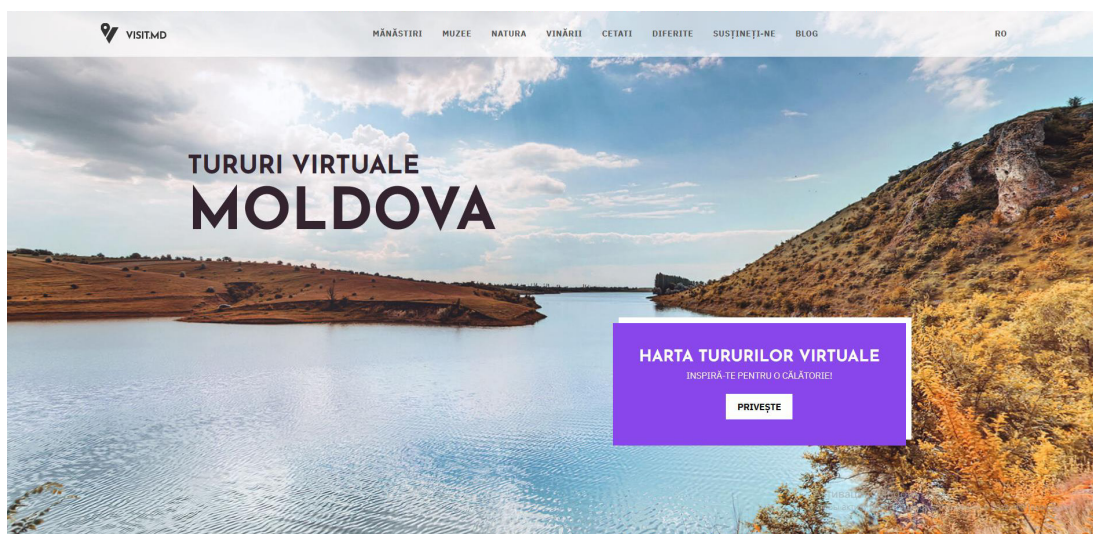 VISIT.MD
MĂNĂSTIRI MUZEE NATURA VINĂRII CETATI DIFERITE SUSȚINEȚI-NE BLOG RO
TURURI VIRTUALE
MOLDOVA
HARTA TURURILOR VIRTUALE
INSPIRĂ-TE PENTRU O CĂLĂTORIE!
PRIVEȘTE